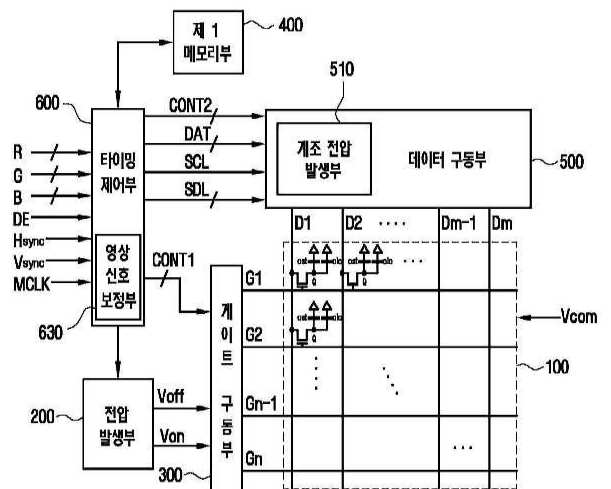 제 1
메모리부
400
600
510
CONT2
DAT
SCL
SDL
타이밍
제어부
R
G
B
DE
Hsync
Vsync
MCLK
계조 전압
발생부
데이터 구동부
500
영상
신호
보정부
630
CONT1
D1
D2
....
Dm-1
Dm
G1
G2
Gn-1
Gn
Vcom
100
게이트 구동부
300
200
전압
발생부
Voff
Von